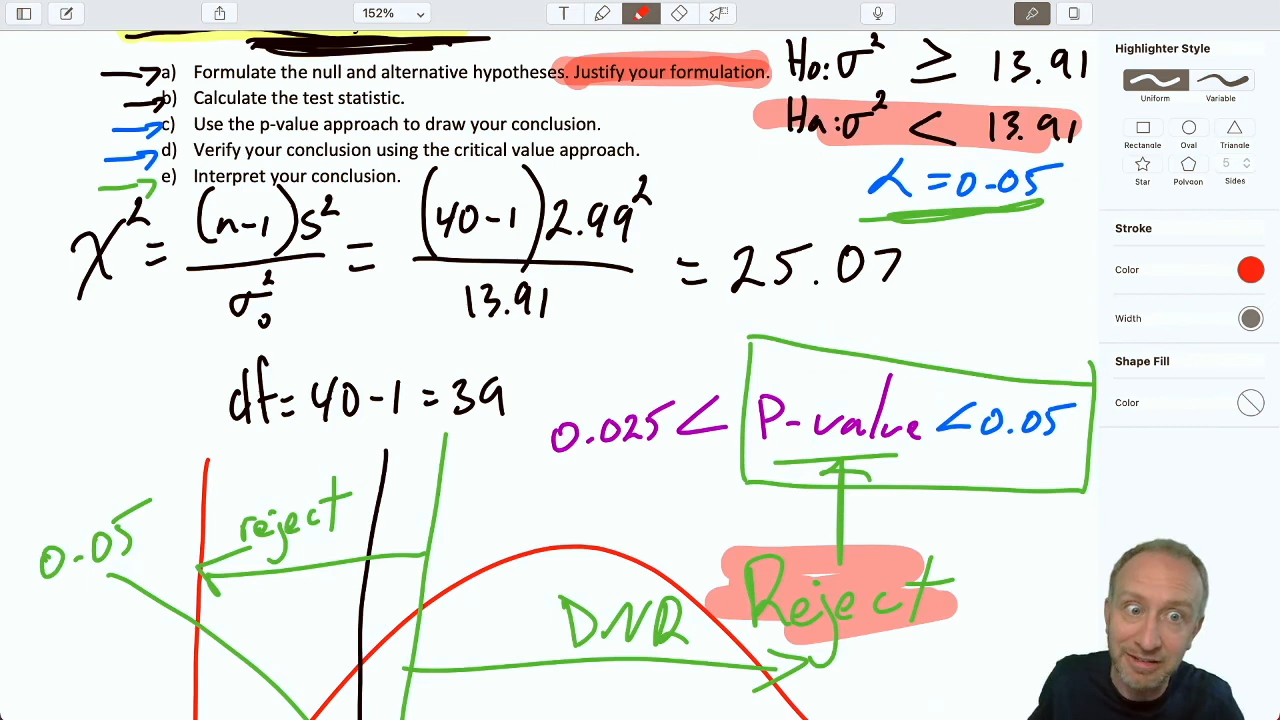 152%
T
a) Formulate the null and alternative hypotheses. Justify your formulation.
b) Calculate the test statistic.
c) Use the p-value approach to draw your conclusion.
d) Verify your conclusion using the critical value approach.
e) Interpret your conclusion.
Ho: σ² ≥ 13.91
Ha: σ² < 13.91
α = 0.05
χ² = (n-1)s² / σ₀² = (40-1)2.99² / 13.91 = 25.07
df = 40-1 = 39
0.025 < P-value < 0.05
0.05
reject
DNR
Reject
Highlighter Style
Uniform
Variable
Rectangle
Oval
Triangle
Star
Polygon
5
Sides
Stroke
Color
Width
Shape Fill
Color